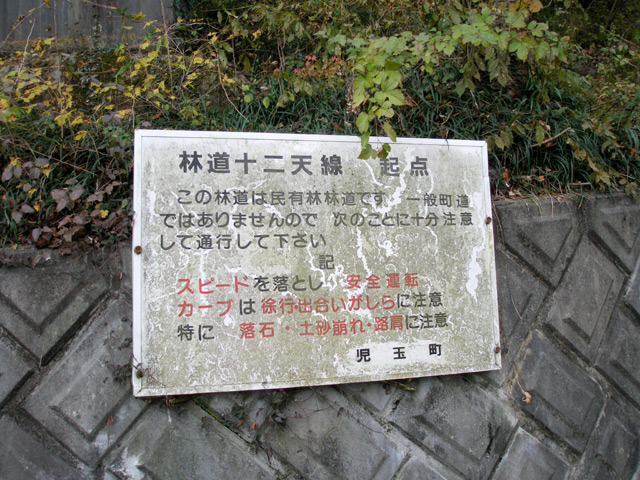 林道十二天線 起点
この林道は民有林林道です 一般町道
ではありませんので 次のことに十分注意
して通行して下さい
記
スピードを落とし 安全運転
カーブは徐行・出合いがしらに注意
特に 落石・土砂崩れ・路肩に注意
児玉町